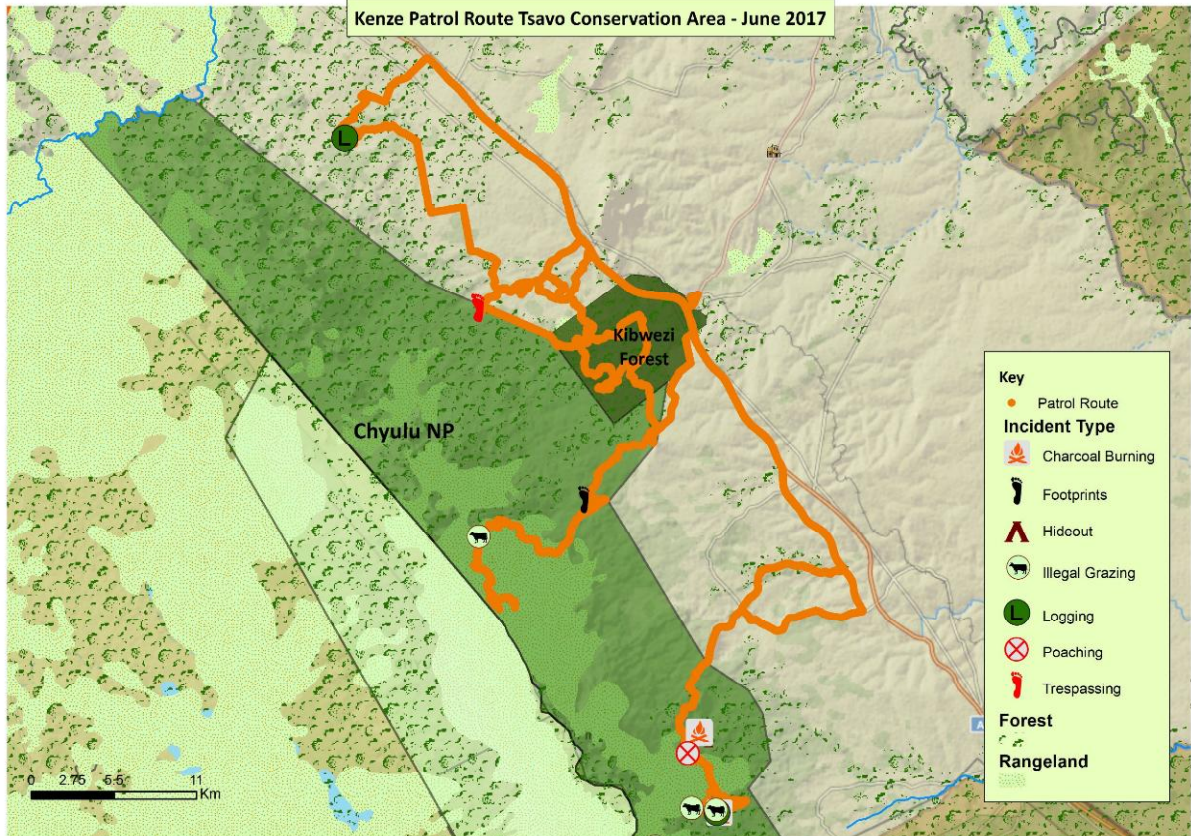 Kenze Patrol Route Tsavo Conservation Area - June 2017
L
Kibwezi
Forest
Chyulu NP
Key
Patrol Route
Incident Type
Charcoal Burning
Footprints
Hideout
Illegal Grazing
L
Logging
Poaching
Trespassing
Forest
Rangeland
A
0 2.75 5.5 11
Km